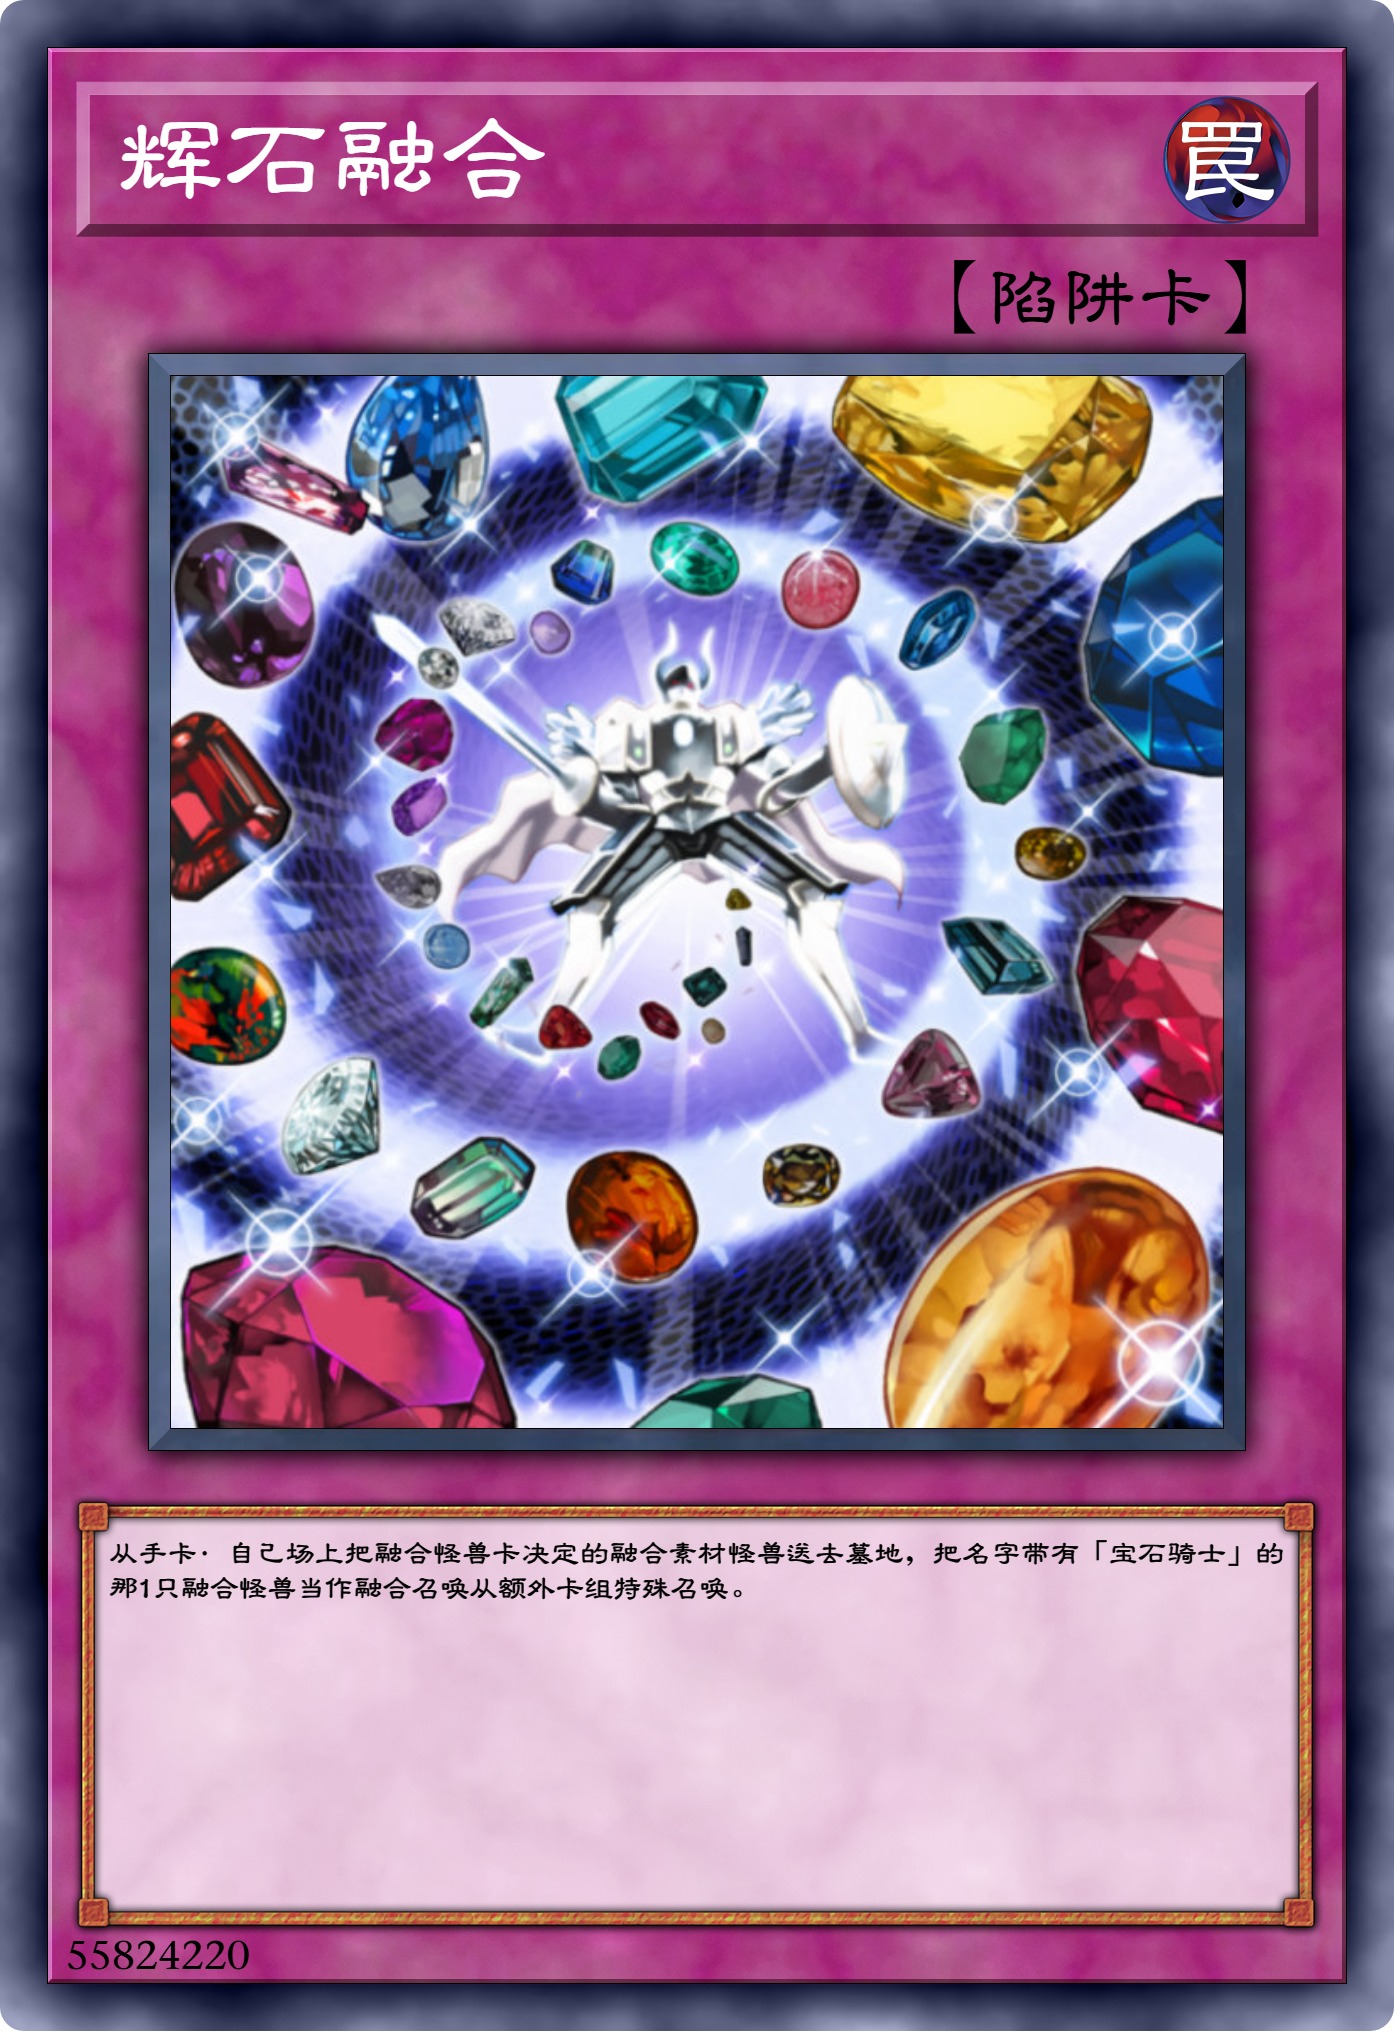 辉石融合
罠
【陷阱卡】
从手卡·自己场上把融合怪兽卡决定的融合素材怪兽送去墓地，把名字带有「宝石骑士」的
那1只融合怪兽当作融合召唤从额外卡组特殊召唤。
55824220